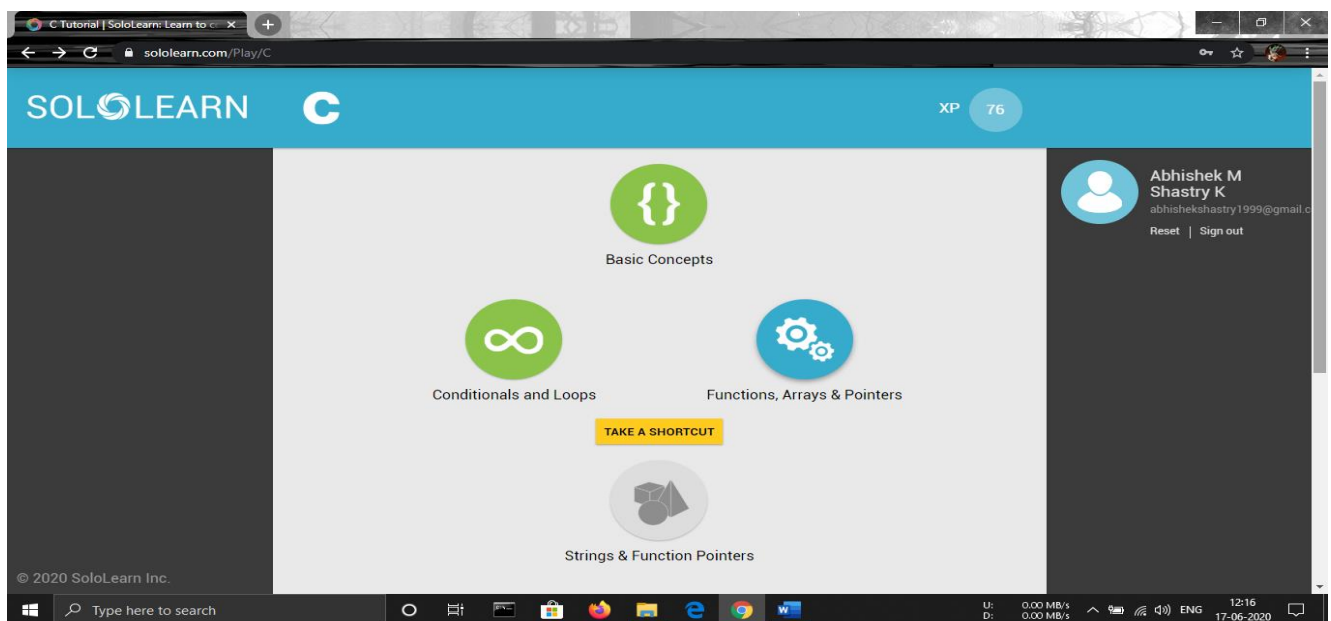 C Tutorial | SoloLearn: Learn to c
sololearn.com/Play/C
SOLOLEARN C XP 76
Abhishek M
Shastry K
abhishekshastry1999@gmail.c
Reset | Sign out
{}
Basic Concepts
Conditionals and Loops
Functions, Arrays & Pointers
TAKE A SHORTCUT
Strings & Function Pointers
© 2020 SoloLearn Inc.
Type here to search
U: 0.00 MB/s
D: 0.00 MB/s
ENG
12:16
17-06-2020